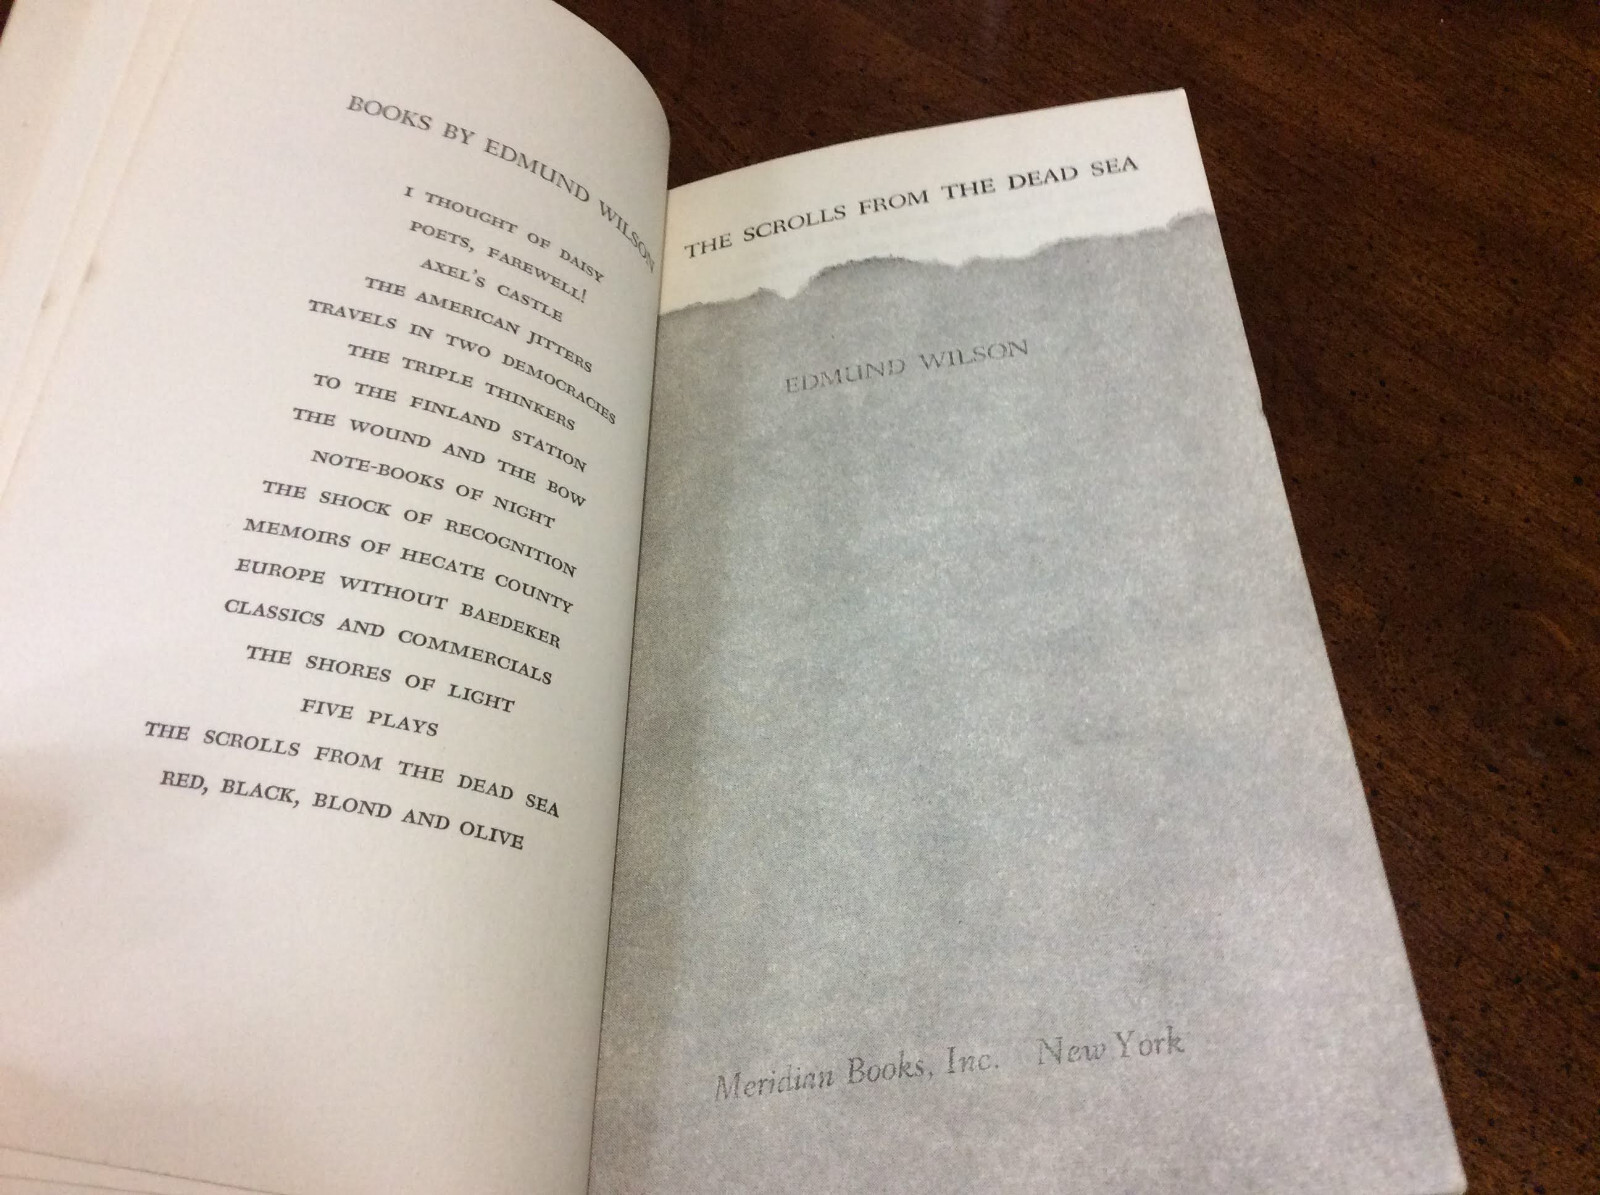 BOOKS BY EDMUND WILSON
I THOUGHT OF DAISY
POETS, FAREWELL!
AXEL'S CASTLE
THE AMERICAN JITTERS
TRAVELS IN TWO DEMOCRACIES
THE TRIPLE THINKERS
TO THE FINLAND STATION
THE WOUND AND THE BOW
NOTE-BOOKS OF NIGHT
THE SHOCK OF RECOGNITION
MEMOIRS OF HECATE COUNTY
EUROPE WITHOUT BAEDEKER
CLASSICS AND COMMERCIALS
THE SHORES OF LIGHT
FIVE PLAYS
THE SCROLLS FROM THE DEAD SEA
RED, BLACK, BLOND AND OLIVE
THE SCROLLS FROM THE DEAD SEA
EDMUND WILSON
Meridian Books, Inc. New York